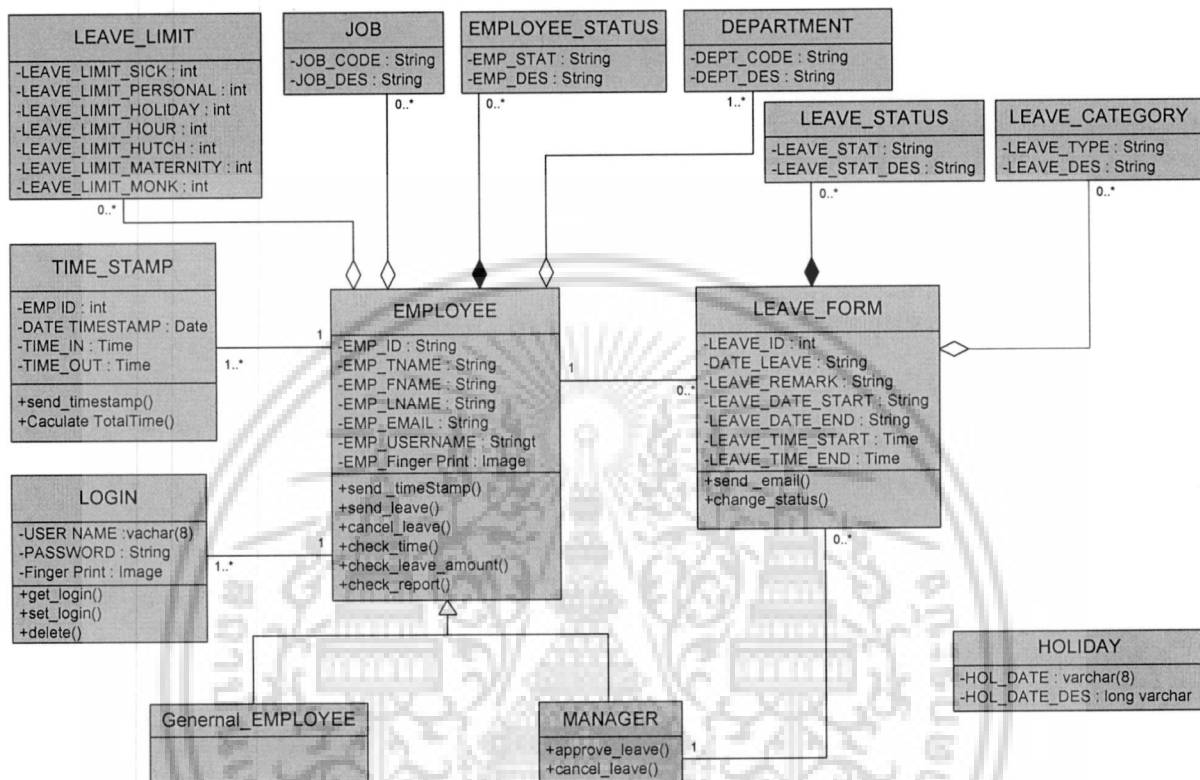 LEAVE_LIMIT
-LEAVE_LIMIT_SICK : int
-LEAVE_LIMIT_PERSONAL : int
-LEAVE_LIMIT_HOLIDAY : int
-LEAVE_LIMIT_HOUR : int
-LEAVE_LIMIT_HUTCH : int
-LEAVE_LIMIT_MATERNITY : int
-LEAVE_LIMIT_MONK : int
0..*
JOB
-JOB_CODE : String
-JOB_DES : String
0..*
EMPLOYEE_STATUS
-EMP_STAT : String
-EMP_DES : String
0..*
DEPARTMENT
-DEPT_CODE : String
-DEPT_DES : String
1..*
LEAVE_STATUS
-LEAVE_STAT : String
-LEAVE_STAT_DES : String
0..*
LEAVE_CATEGORY
-LEAVE_TYPE : String
-LEAVE_DES : String
0..*
TIME_STAMP
-EMP ID : int
-DATE TIMESTAMP : Date
-TIME_IN : Time
-TIME_OUT : Time
+send_timestamp()
+Caculate TotalTime()
1
1..*
EMPLOYEE
-EMP_ID : String
-EMP_TNAME : String
-EMP_FNAME : String
-EMP_LNAME : String
-EMP_EMAIL : String
-EMP_USERNAME : Stringt
-EMP_Finger Print : Image
+send _timeStamp()
+send_leave()
+cancel_leave()
+check_time()
+check_leave_amount()
+check_report()
1
0..*
LEAVE_FORM
-LEAVE_ID : int
-DATE_LEAVE : String
-LEAVE_REMARK : String
-LEAVE_DATE_START : String
-LEAVE_DATE_END : String
-LEAVE_TIME_START : Time
-LEAVE_TIME_END : Time
+send _email()
+change_status()
0..*
LOGIN
-USER NAME :vachar(8)
-PASSWORD : String
-Finger Print : Image
+get_login()
+set_login()
+delete()
1
1..*
Genernal_EMPLOYEE
MANAGER
+approve_leave()
+cancel_leave()
1
HOLIDAY
-HOL_DATE : varchar(8)
-HOL_DATE_DES : long varchar